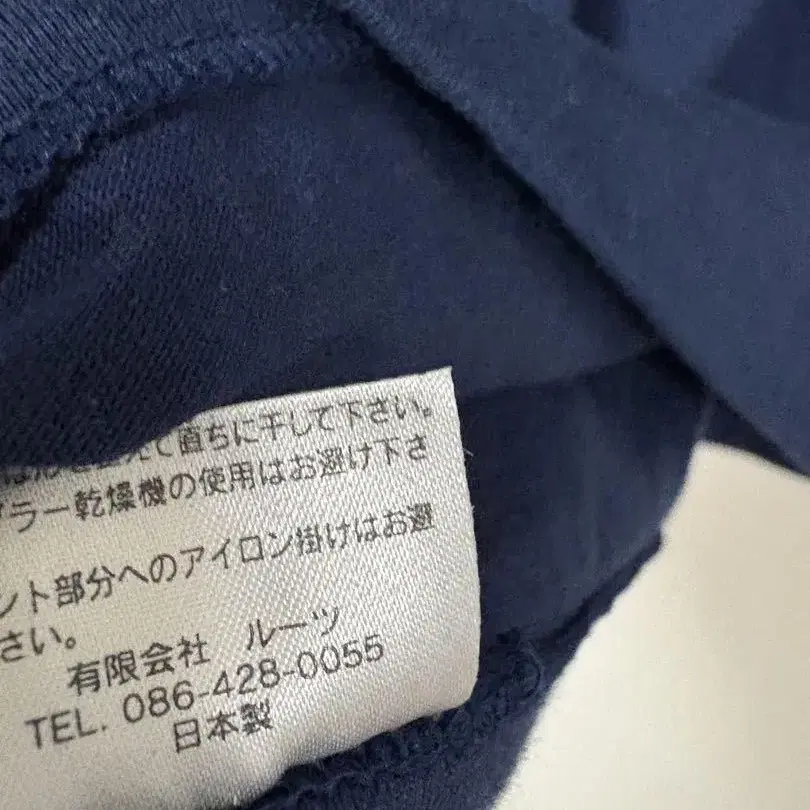 て直ちに干して下さい。
ブラー乾燥機の使用はお避け下さ
ント部分へのアイロン掛けはお避
さい。
有限会社 ルーツ
TEL. 086-428-0055
日本製